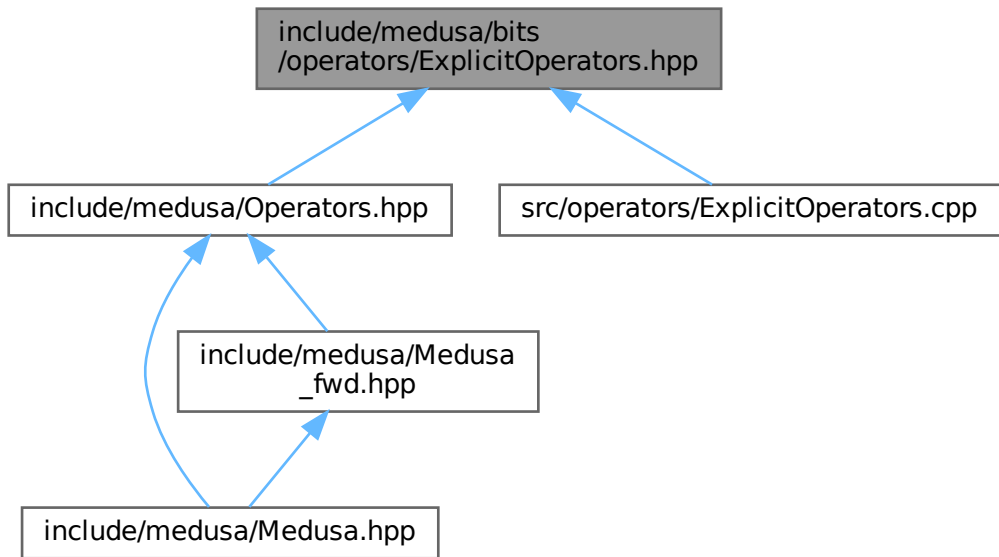 include/medusa/bits
/operators/ExplicitOperators.hpp
include/medusa/Operators.hpp
src/operators/ExplicitOperators.cpp
include/medusa/Medusa
_fwd.hpp
include/medusa/Medusa.hpp